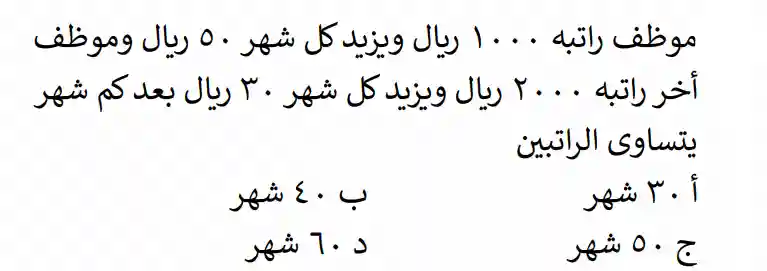 موظف راتبه ١٠٠٠ ريال ويزيد كل شهر ٥٠ ريال وموظف
أخر راتبه ٢٠٠٠ ريال ويزيد كل شهر ٣٠ ريال بعد كم شهر
يتساوى الراتبين
أ ٣٠ شهر ب ٤٠ شهر
ج ٥٠ شهر د ٦٠ شهر